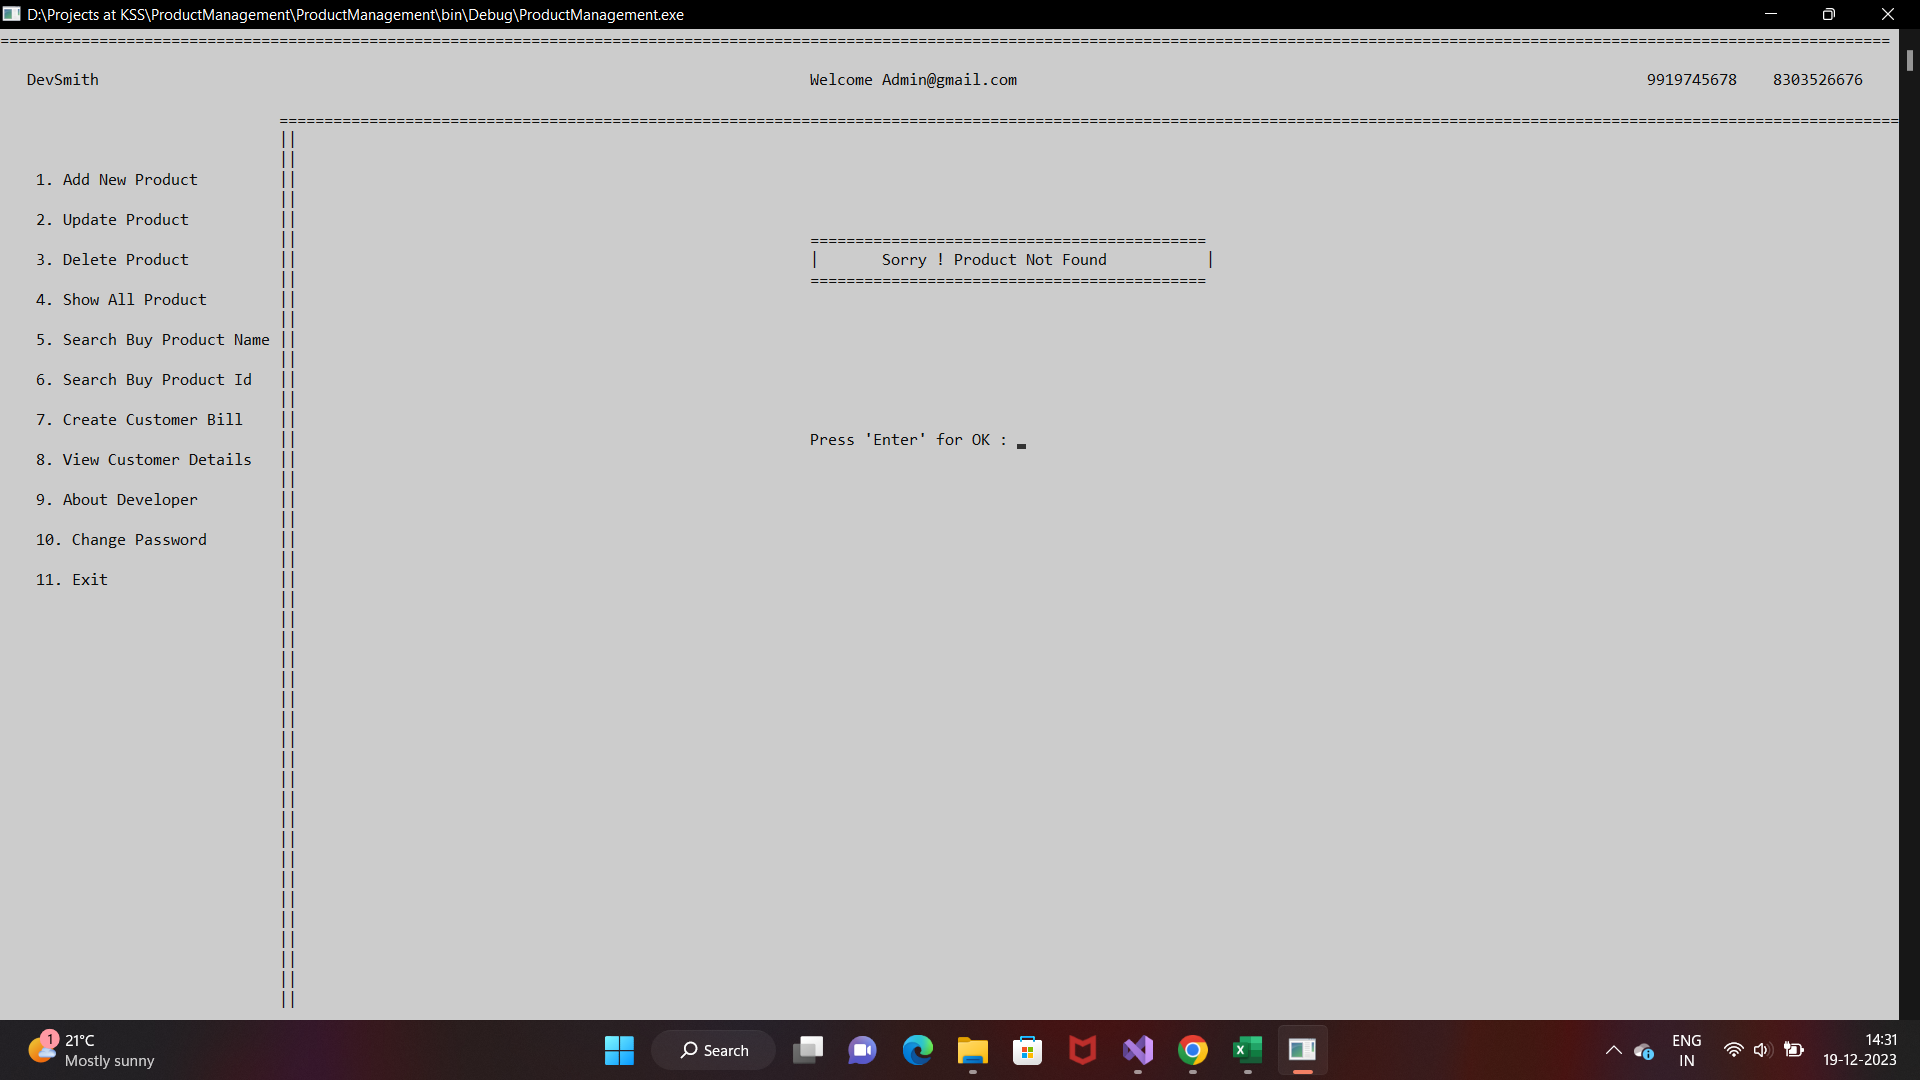 D:\Projects at KSS\ProductManagement\ProductManagement\bin\Debug\ProductManagement.exe
====================================================================================================
DevSmith Welcome Admin@gmail.com 9919745678 8303526676
====================================================================================================
1. Add New Product
2. Update Product
============================================
3. Delete Product | Sorry ! Product Not Found |
============================================
4. Show All Product
5. Search Buy Product Name
6. Search Buy Product Id
7. Create Customer Bill
Press 'Enter' for OK :
8. View Customer Details
9. About Developer
10. Change Password
11. Exit
1 21°C
Mostly sunny
Search
ENG
IN
14:31
19-12-2023